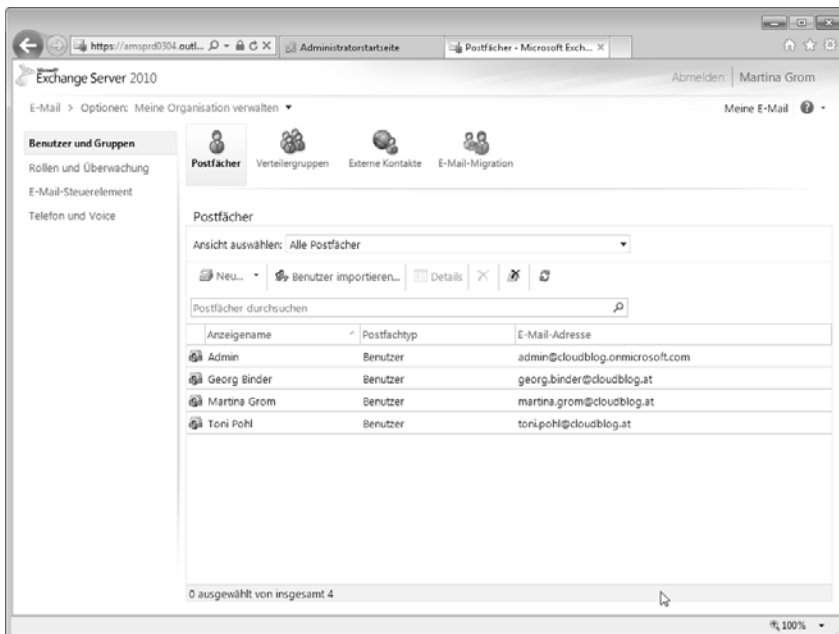 https://amsprd0304.outl...
Administratorstartseite
Postfächer - Microsoft Exch...
Microsoft
Exchange Server 2010
Abmelden
Martina Grom
E-Mail > Optionen: Meine Organisation verwalten
Meine E-Mail
Benutzer und Gruppen
Rollen und Überwachung
E-Mail-Steuerelement
Telefon und Voice
Postfächer
Verteilergruppen
Externe Kontakte
E-Mail-Migration
Postfächer
Ansicht auswählen: Alle Postfächer
Neu...
Benutzer importieren...
Details
Postfächer durchsuchen
Anzeigename Postfachtyp E-Mail-Adresse
Admin Benutzer admin@cloudblog.onmicrosoft.com
Georg Binder Benutzer georg.binder@cloudblog.at
Martina Grom Benutzer martina.grom@cloudblog.at
Toni Pohl Benutzer toni.pohl@cloudblog.at
0 ausgewählt von insgesamt 4
100%